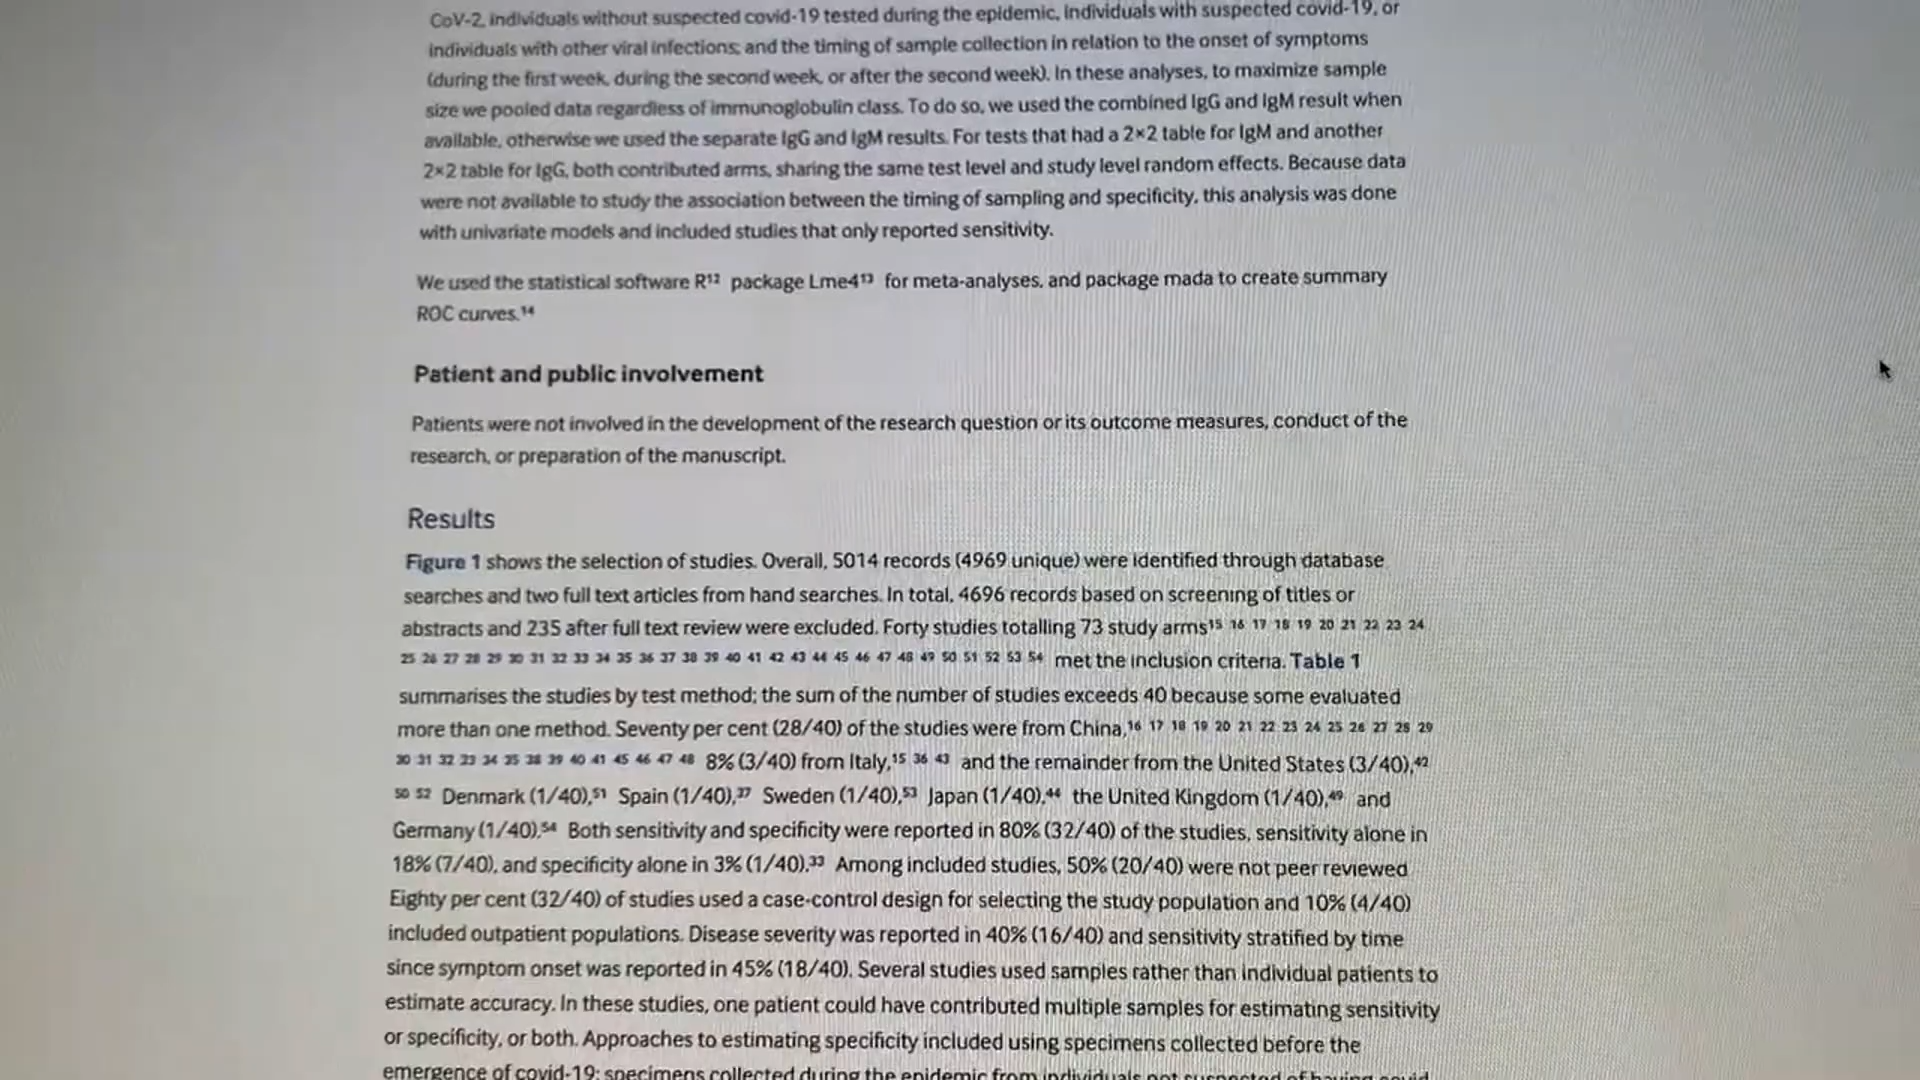 CoV-2, individuals without suspected covid-19 tested during the epidemic, individuals with suspected covid-19, or
individuals with other viral infections; and the timing of sample collection in relation to the onset of symptoms
(during the first week, during the second week, or after the second week). In these analyses, to maximize sample
size we pooled data regardless of immunoglobulin class. To do so, we used the combined IgG and IgM result when
available, otherwise we used the separate IgG and IgM results. For tests that had a 2×2 table for IgM and another
2×2 table for IgG, both contributed arms, sharing the same test level and study level random effects. Because data
were not available to study the association between the timing of sampling and specificity, this analysis was done
with univariate models and included studies that only reported sensitivity.
We used the statistical software R¹² package Lme4¹³ for meta-analyses, and package mada to create summary
ROC curves.¹⁴
Patient and public involvement
Patients were not involved in the development of the research question or its outcome measures, conduct of the
research, or preparation of the manuscript.
Results
Figure 1 shows the selection of studies. Overall, 5014 records (4969 unique) were identified through database
searches and two full text articles from hand searches. In total, 4696 records based on screening of titles or
abstracts and 235 after full text review were excluded. Forty studies totalling 73 study arms¹⁵ ¹⁶ ¹⁷ ¹⁸ ¹⁹ ²⁰ ²¹ ²² ²³ ²⁴
²⁵ ²⁶ ²⁷ ²⁸ ²⁹ ³⁰ ³¹ ³² ³³ ³⁴ ³⁵ ³⁶ ³⁷ ³⁸ ³⁹ ⁴⁰ ⁴¹ ⁴² ⁴³ ⁴⁴ ⁴⁵ ⁴⁶ ⁴⁷ ⁴⁸ ⁴⁹ ⁵⁰ ⁵¹ ⁵² ⁵³ ⁵⁴ met the inclusion criteria. Table 1
summarises the studies by test method; the sum of the number of studies exceeds 40 because some evaluated
more than one method. Seventy per cent (28/40) of the studies were from China,¹⁶ ¹⁷ ¹⁸ ¹⁹ ²⁰ ²¹ ²² ²³ ²⁴ ²⁵ ²⁶ ²⁷ ²⁸ ²⁹
³⁰ ³¹ ³² ³³ ³⁴ ³⁵ ³⁸ ³⁹ ⁴⁰ ⁴¹ ⁴⁵ ⁴⁶ ⁴⁷ ⁴⁸ 8% (3/40) from Italy,¹⁵ ³⁶ ⁴³ and the remainder from the United States (3/40),⁴²
⁵⁰ ⁵² Denmark (1/40),⁵¹ Spain (1/40),³⁷ Sweden (1/40),⁵³ Japan (1/40),⁴⁴ the United Kingdom (1/40),⁴⁹ and
Germany (1/40).⁵⁴ Both sensitivity and specificity were reported in 80% (32/40) of the studies, sensitivity alone in
18% (7/40), and specificity alone in 3% (1/40).³³ Among included studies, 50% (20/40) were not peer reviewed
Eighty per cent (32/40) of studies used a case-control design for selecting the study population and 10% (4/40)
included outpatient populations. Disease severity was reported in 40% (16/40) and sensitivity stratified by time
since symptom onset was reported in 45% (18/40). Several studies used samples rather than individual patients to
estimate accuracy. In these studies, one patient could have contributed multiple samples for estimating sensitivity
or specificity, or both. Approaches to estimating specificity included using specimens collected before the
emergence of covid-19; specimens collected during the epidemic from individuals not suspected of having covid